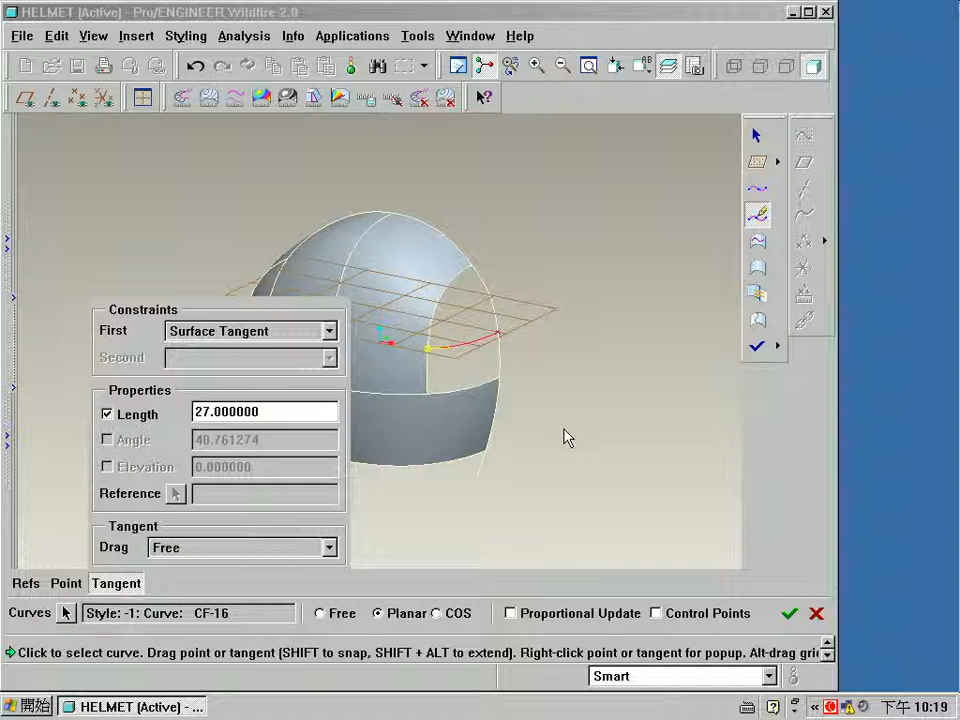 HELMET (Active) - Pro/ENGINEER Wildfire 2.0
File Edit View Insert Styling Analysis Info Applications Tools Window Help
Constraints
First Surface Tangent
Second
Properties
Length 27.000000
Angle 40.761274
Elevation 0.000000
Reference
Tangent
Drag Free
Refs Point Tangent
Curves Style: -1: Curve: CF-16 Free Planar COS Proportional Update Control Points
Click to select curve. Drag point or tangent [SHIFT to snap, SHIFT + ALT to extend]. Right-click point or tangent for popup. Alt-drag gri
Smart
開始 HELMET (Active) - ... 下午 10:19